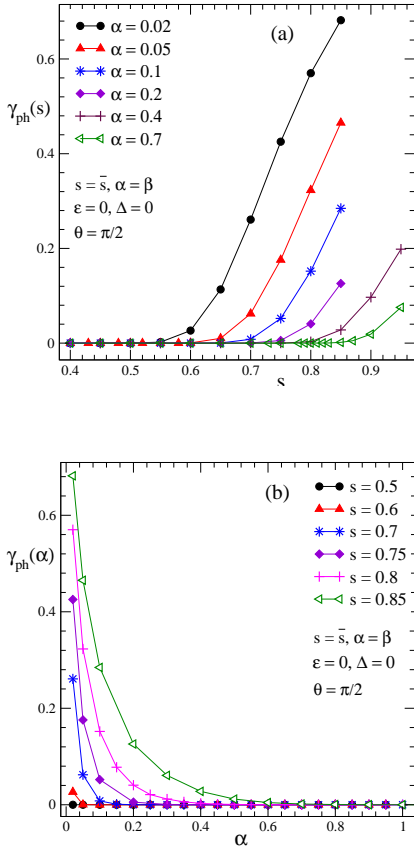 (a)
α = 0.02
α = 0.05
α = 0.1
α = 0.2
α = 0.4
α = 0.7
γph(s)
s = s̄, α = β
ε = 0, Δ = 0
θ = π/2
0.6
0.4
0.2
0
0.4 0.5 0.6 0.7 0.8 0.9
s
(b)
s = 0.5
s = 0.6
s = 0.7
s = 0.75
s = 0.8
s = 0.85
γph(α)
s = s̄, α = β
ε = 0, Δ = 0
θ = π/2
0.6
0.4
0.2
0
0 0.2 0.4 0.6 0.8 1
α